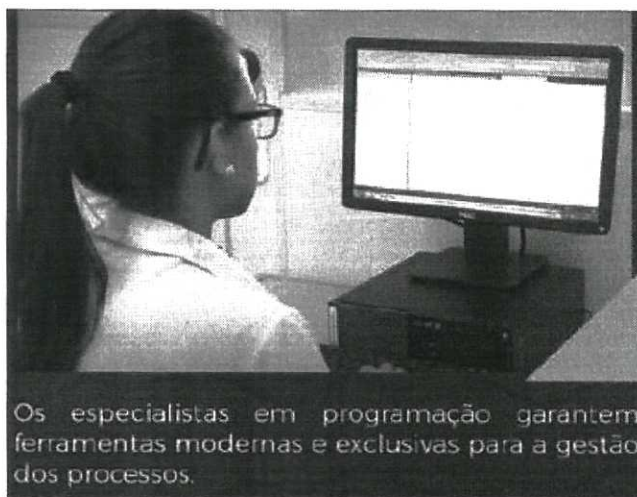 Os especialistas em programação garantem
ferramentas modernas e exclusivas para a gestão
dos processos.